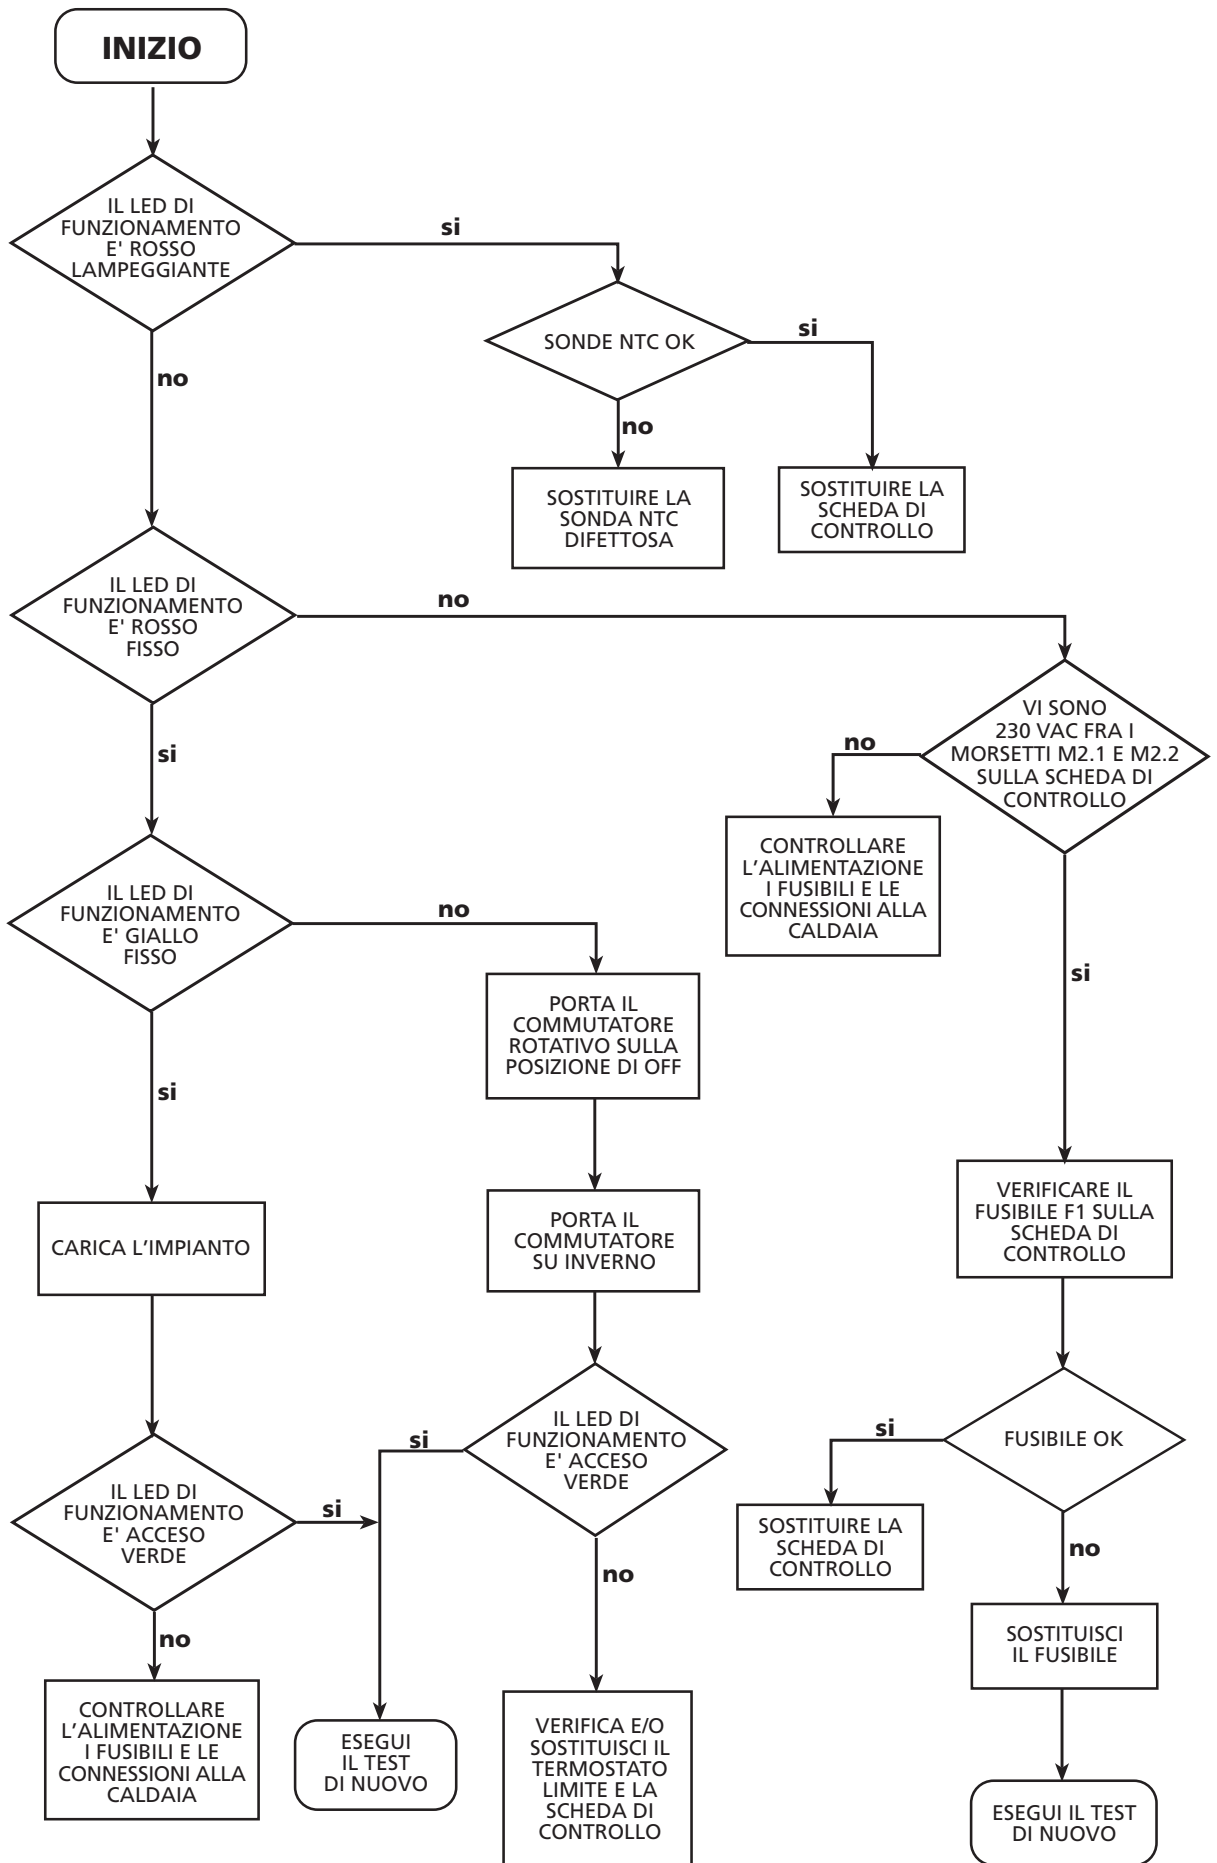 INIZIO
IL LED DI
FUNZIONAMENTO
E' ROSSO
LAMPEGGIANTE
si
no
SONDE NTC OK
si
no
SOSTITUIRE LA
SONDA NTC
DIFETTOSA
SOSTITUIRE LA
SCHEDA DI
CONTROLLO
IL LED DI
FUNZIONAMENTO
E' ROSSO
FISSO
no
si
VI SONO
230 VAC FRA I
MORSETTI M2.1 E M2.2
SULLA SCHEDA DI
CONTROLLO
no
CONTROLLARE
L'ALIMENTAZIONE
I FUSIBILI E LE
CONNESSIONI ALLA
CALDAIA
si
IL LED DI
FUNZIONAMENTO
E' GIALLO
FISSO
no
si
PORTA IL
COMMUTATORE
ROTATIVO SULLA
POSIZIONE DI OFF
CARICA L'IMPIANTO
PORTA IL
COMMUTATORE
SU INVERNO
VERIFICARE IL
FUSIBILE F1 SULLA
SCHEDA DI
CONTROLLO
IL LED DI
FUNZIONAMENTO
E' ACCESO
VERDE
si
no
IL LED DI
FUNZIONAMENTO
E' ACCESO
VERDE
si
no
FUSIBILE OK
si
no
SOSTITUIRE LA
SCHEDA DI
CONTROLLO
SOSTITUISCI
IL FUSIBILE
CONTROLLARE
L'ALIMENTAZIONE
I FUSIBILI E LE
CONNESSIONI ALLA
CALDAIA
ESEGUI
IL TEST
DI NUOVO
VERIFICA E/O
SOSTITUISCI IL
TERMOSTATO
LIMITE E LA
SCHEDA DI
CONTROLLO
ESEGUI IL TEST
DI NUOVO